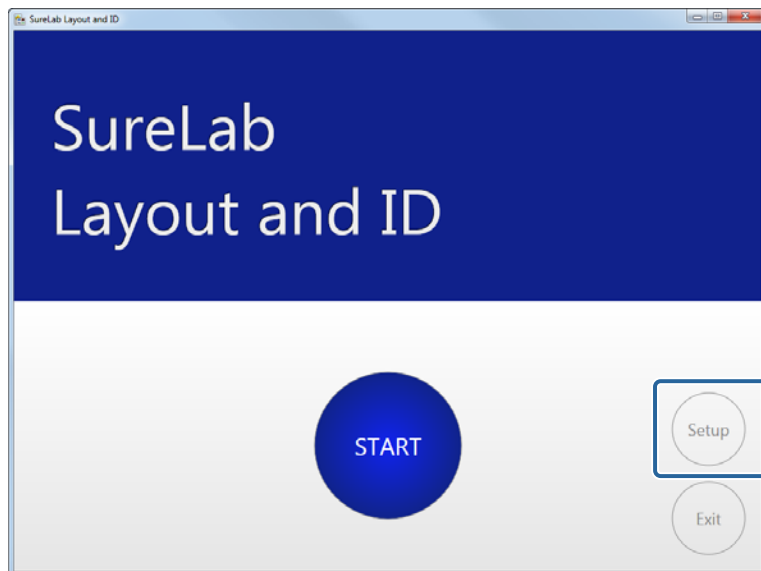 SureLab Layout and ID
SureLab
Layout and ID
START
Setup
Exit